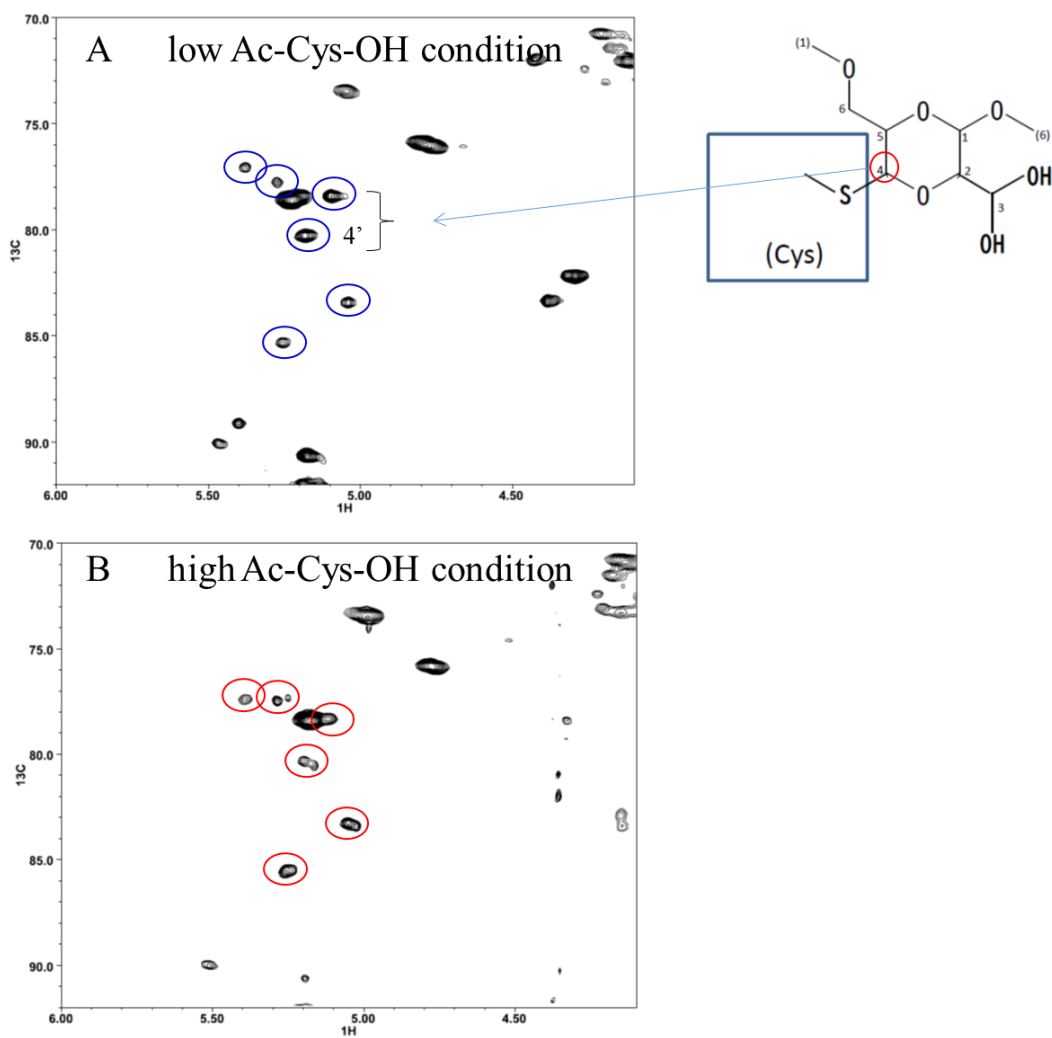 A low Ac-Cys-OH condition
70.0
75.0
80.0
85.0
90.0
13C
4’
6.00 5.50 5.00 4.50
1H
(1)
O
6
5
O
1
O
(6)
4
2
S
O
3
OH
OH
(Cys)
B high Ac-Cys-OH condition
70.0
75.0
80.0
85.0
90.0
13C
6.00 5.50 5.00 4.50
1H